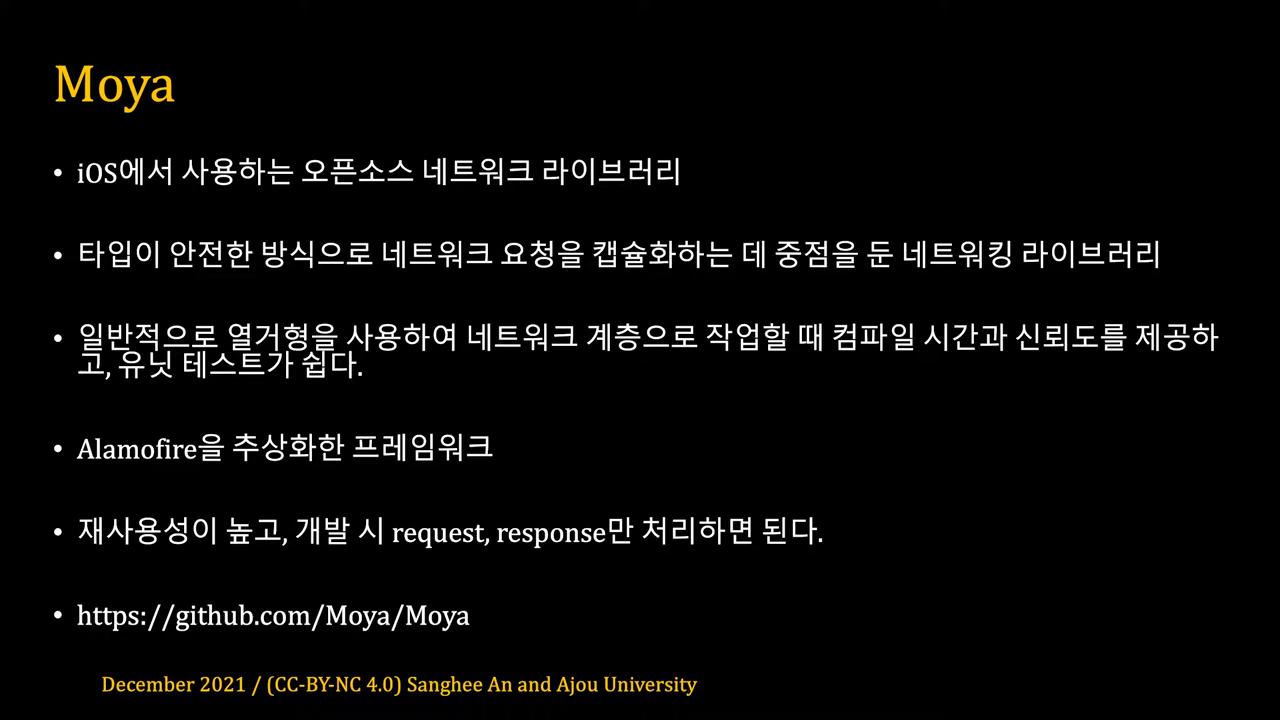 Moya
• iOS에서 사용하는 오픈소스 네트워크 라이브러리
• 타입이 안전한 방식으로 네트워크 요청을 캡슐화하는 데 중점을 둔 네트워킹 라이브러리
• 일반적으로 열거형을 사용하여 네트워크 계층으로 작업할 때 컴파일 시간과 신뢰도를 제공하
고, 유닛 테스트가 쉽다.
• Alamofire을 추상화한 프레임워크
• 재사용성이 높고, 개발 시 request, response만 처리하면 된다.
• https://github.com/Moya/Moya
December 2021 / (CC-BY-NC 4.0) Sanghee An and Ajou University